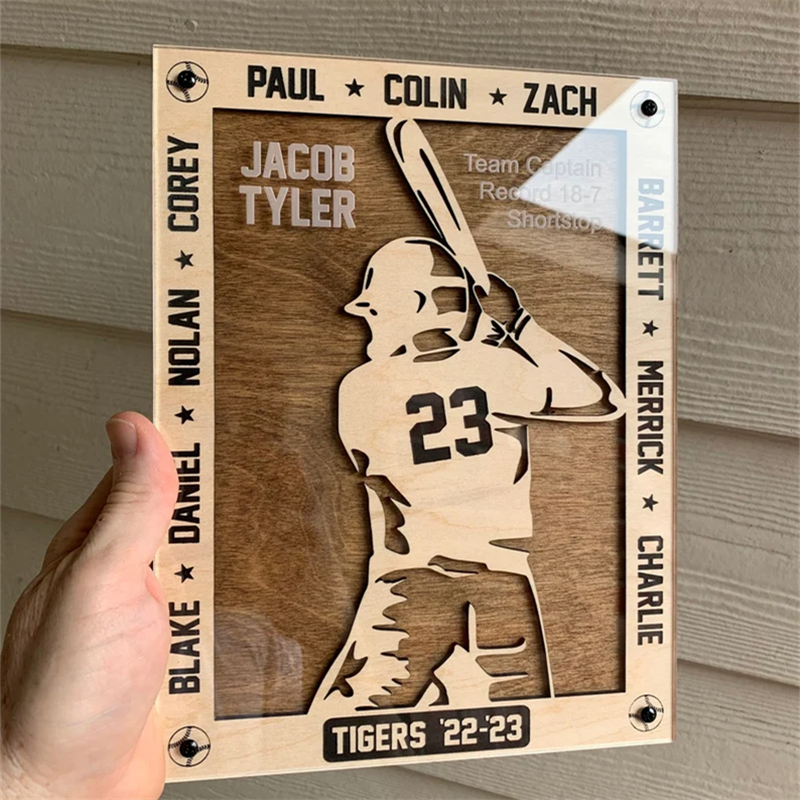 PAUL ★ COLIN ★ ZACH
BLAKE ★ DANIEL ★ NOLAN ★ COREY
JACOB
TYLER
Team Captain
Record 18-7
Shortstop
BARRETT ★ MERRICK ★ CHARLIE
23
TIGERS '22-'23